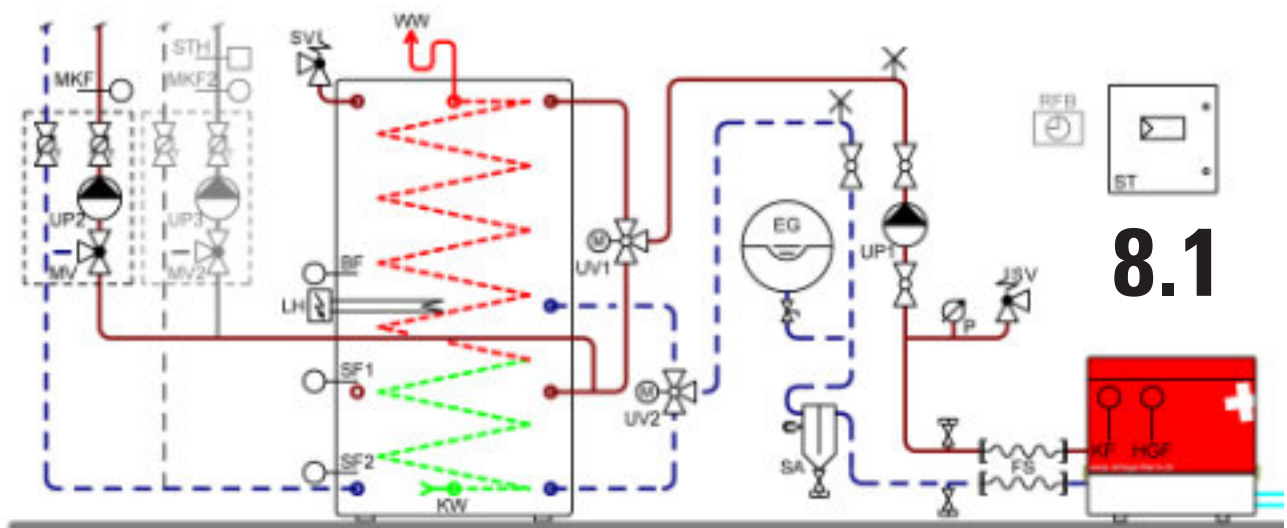 WW
SVL
STH
MKF
MKF2
RFB
ST
EG
UP2
UP3
UP1
UV1
MV
MV2
BF
8.1
LH
JSV
P
SF1
UV2
KF
HGF
SF2
SA
FS
KW